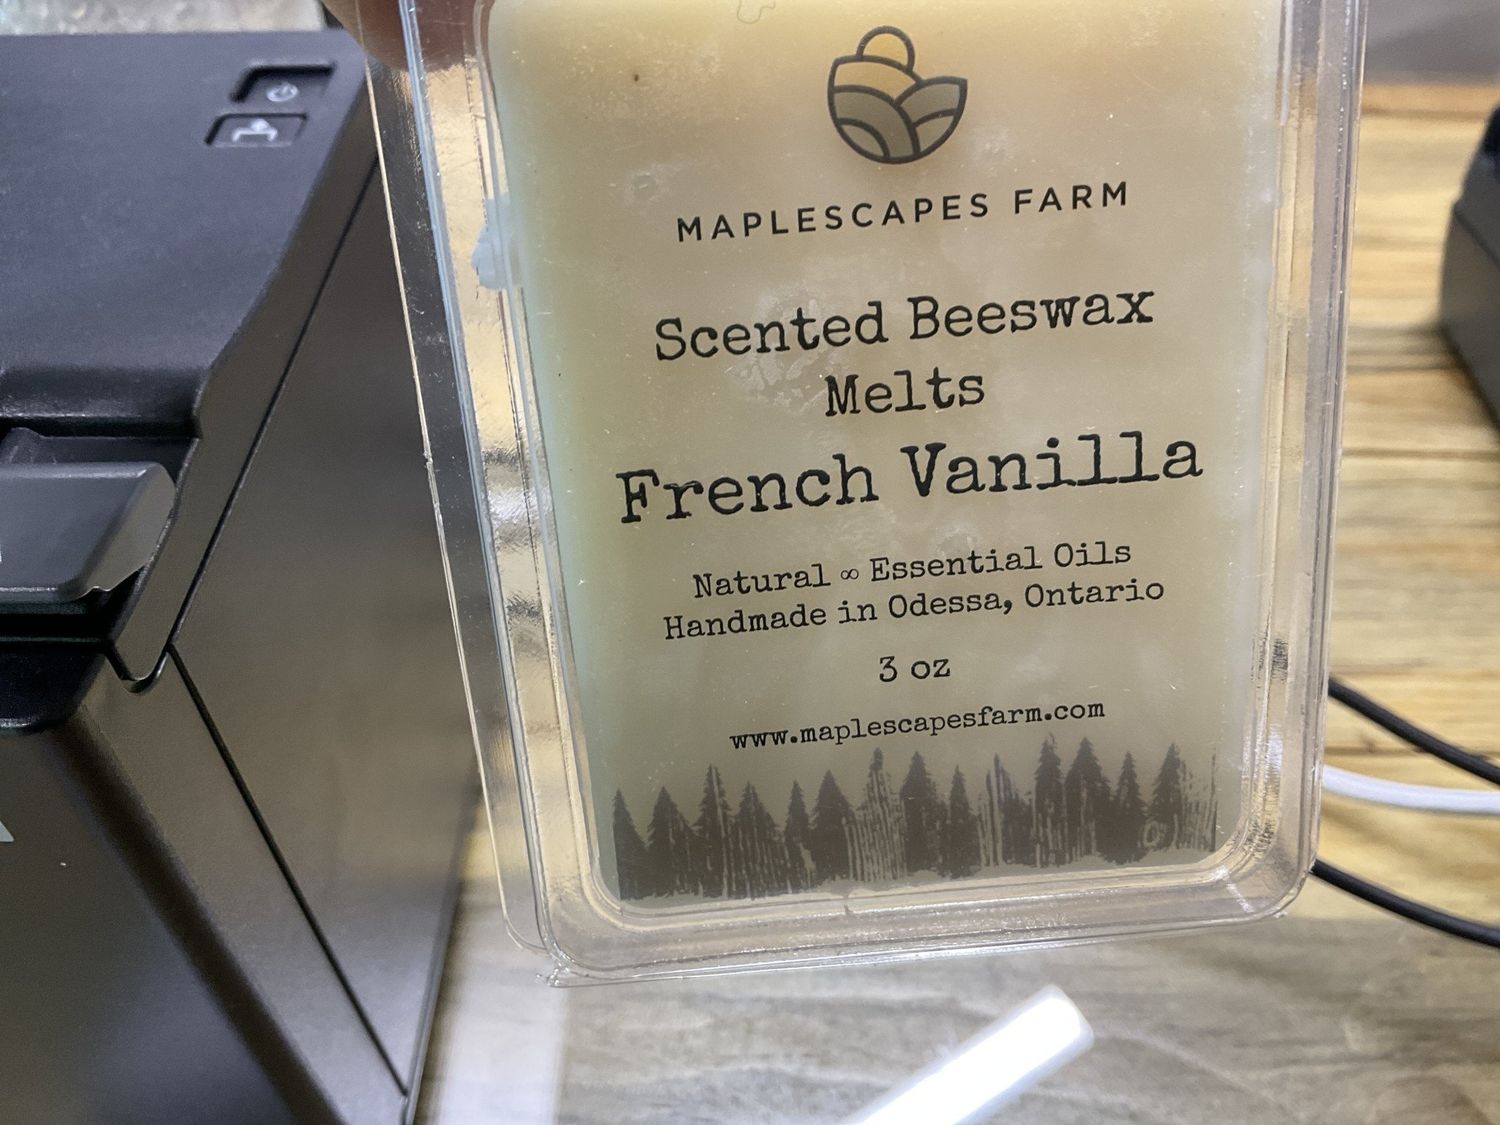 MAPLESCAPES FARM
Scented Beeswax
Melts
French Vanilla
Natural ∞ Essential Oils
Handmade in Odessa, Ontario
3 oz
www.maplescapesfarm.com